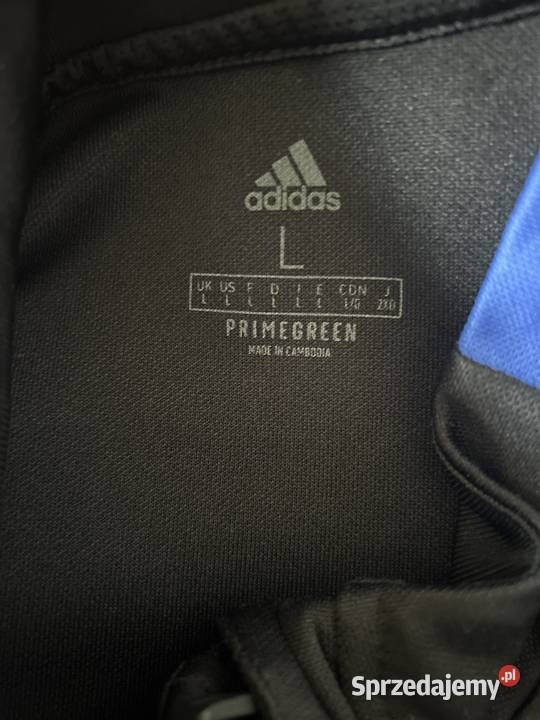 adidas
L
UK US F D I E CDN J
L L L L L L L/G 2XO
PRIMEGREEN
MADE IN CAMBODIA
Sprzedajemy.pl